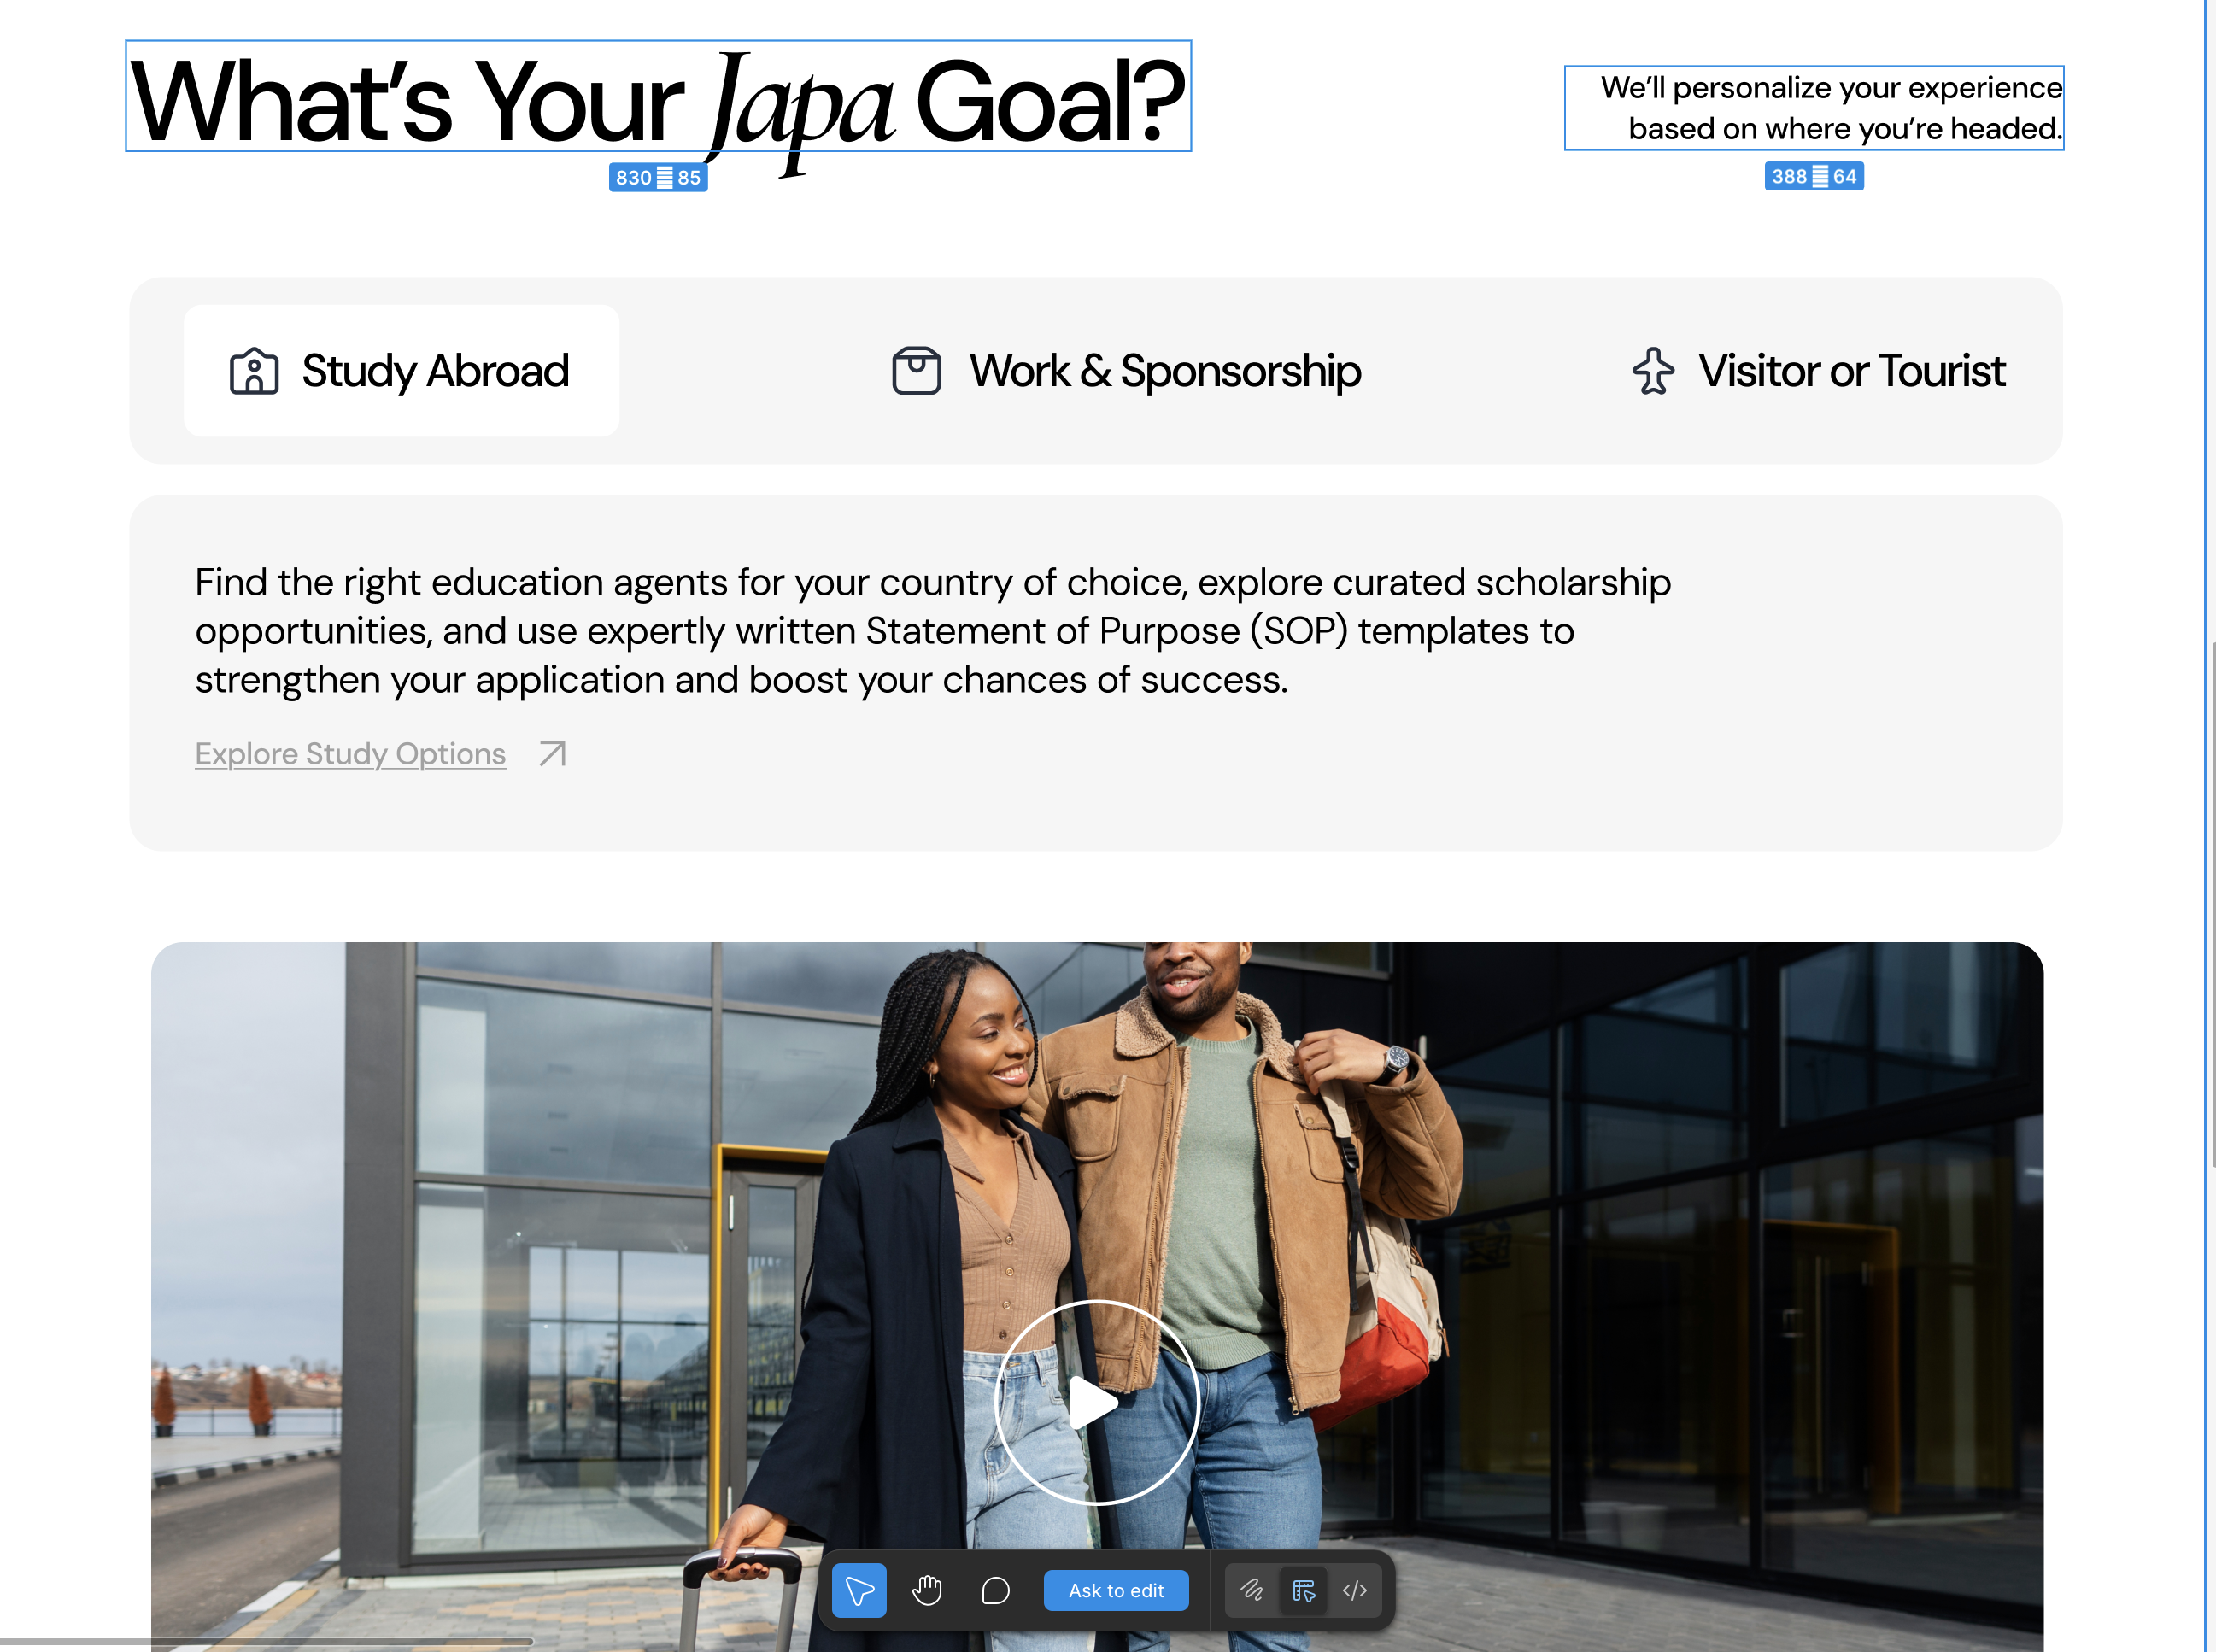 What’s Your Japa Goal?
We’ll personalize your experience
based on where you’re headed.
830 85
388 64
Study Abroad
Work & Sponsorship
Visitor or Tourist
Find the right education agents for your country of choice, explore curated scholarship
opportunities, and use expertly written Statement of Purpose (SOP) templates to
strengthen your application and boost your chances of success.
Explore Study Options
Ask to edit